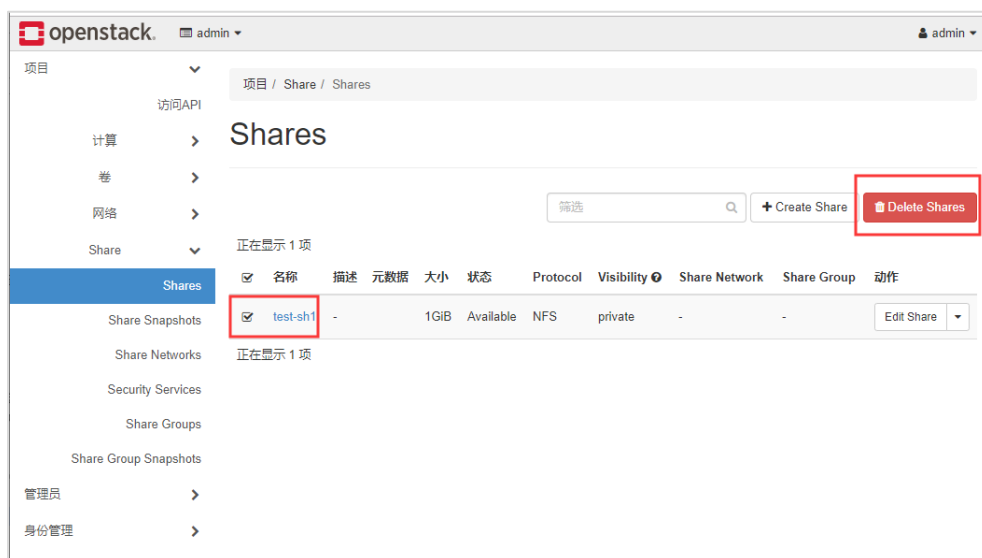 openstack. admin admin
项目
访问API
计算
卷
网络
Share
Shares
Share Snapshots
Share Networks
Security Services
Share Groups
Share Group Snapshots
管理员
身份管理
项目 / Share / Shares
Shares
筛选 + Create Share Delete Shares
正在显示 1 项
名称 描述 元数据 大小 状态 Protocol Visibility Share Network Share Group 动作
test-sh1 - 1GiB Available NFS private - - Edit Share
正在显示 1 项